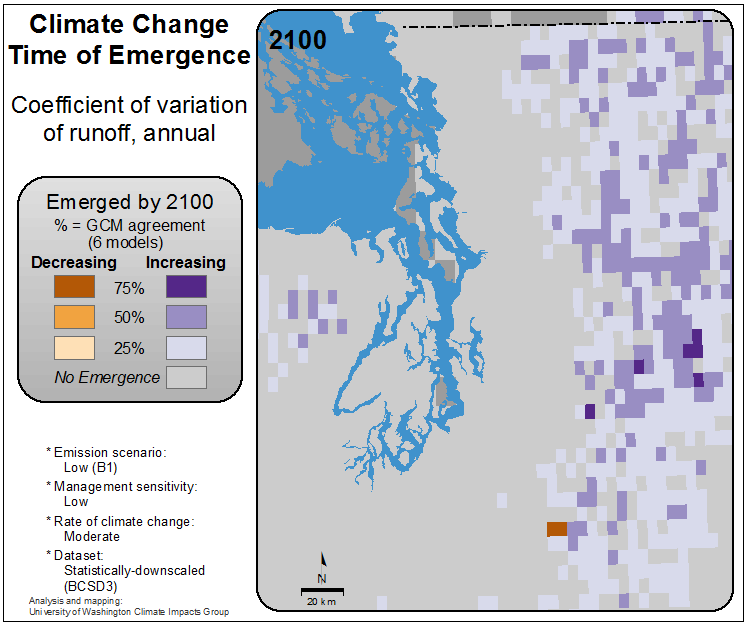 Climate Change
Time of Emergence
Coefficient of variation
of runoff, annual
Emerged by 2100
% = GCM agreement
(6 models)
Decreasing Increasing
75%
50%
25%
No Emergence
* Emission scenario:
Low (B1)
* Management sensitivity:
Low
* Rate of climate change:
Moderate
* Dataset:
Statistically-downscaled
(BCSD3)
Analysis and mapping:
University of Washington Climate Impacts Group
2100
N
20 km